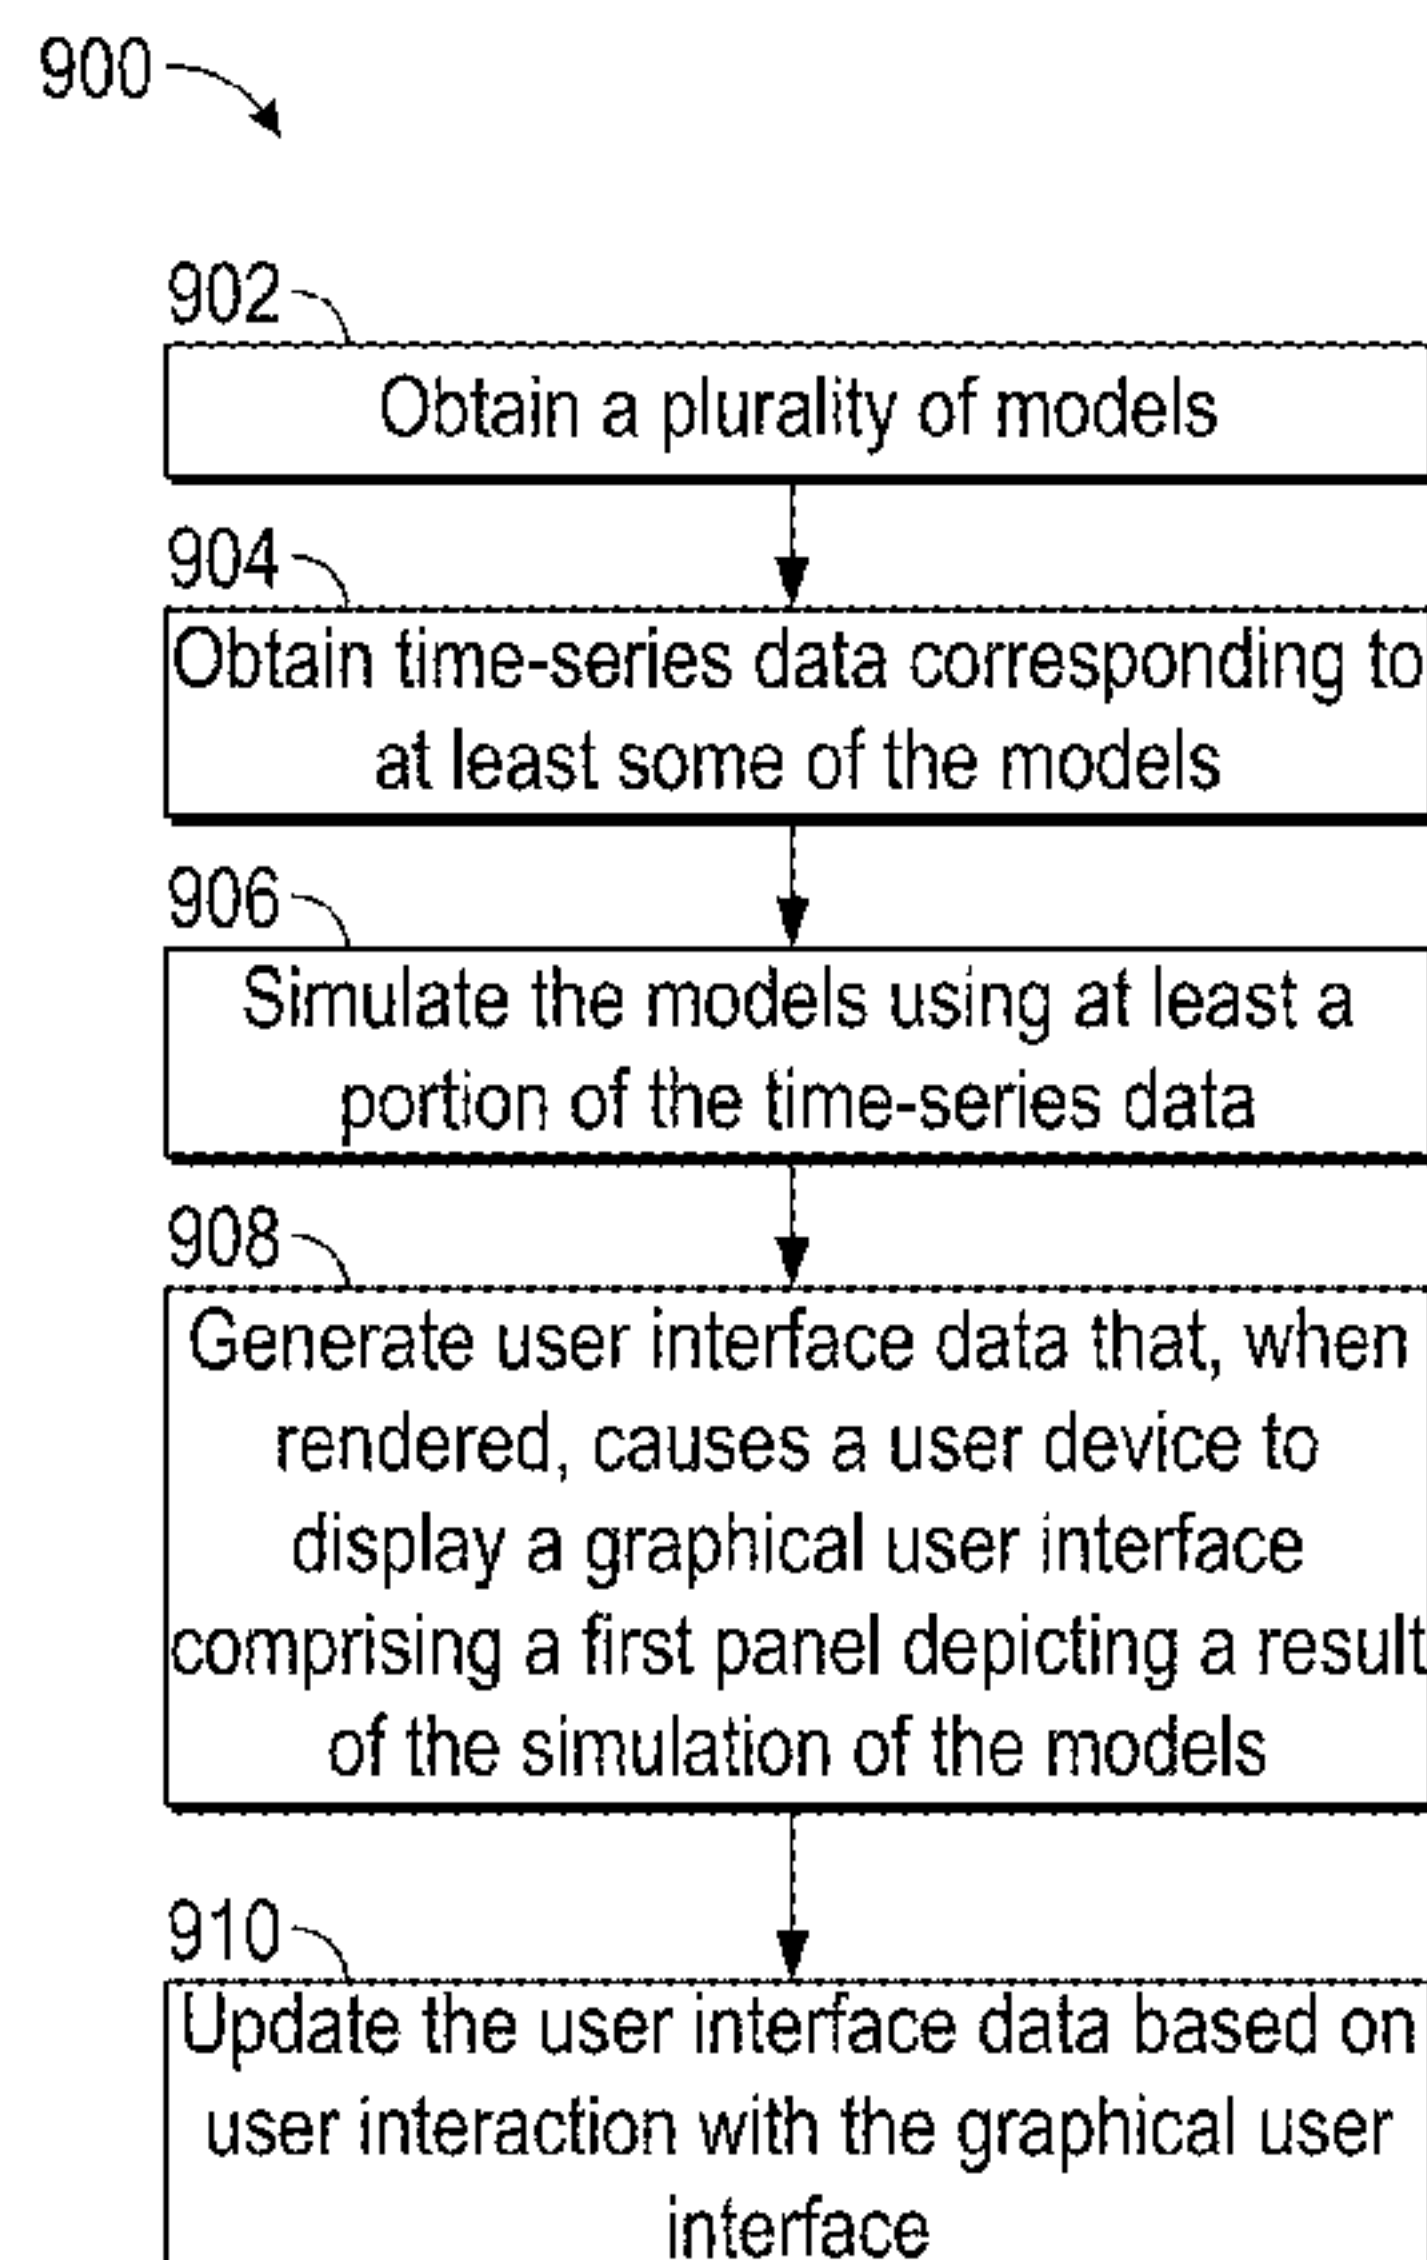 900
902
Obtain a plurality of models
904
Obtain time-series data corresponding to
at least some of the models
906
Simulate the models using at least a
portion of the time-series data
908
Generate user interface data that, when
rendered, causes a user device to
display a graphical user interface
comprising a first panel depicting a result
of the simulation of the models
910
Update the user interface data based on
user interaction with the graphical user
interface